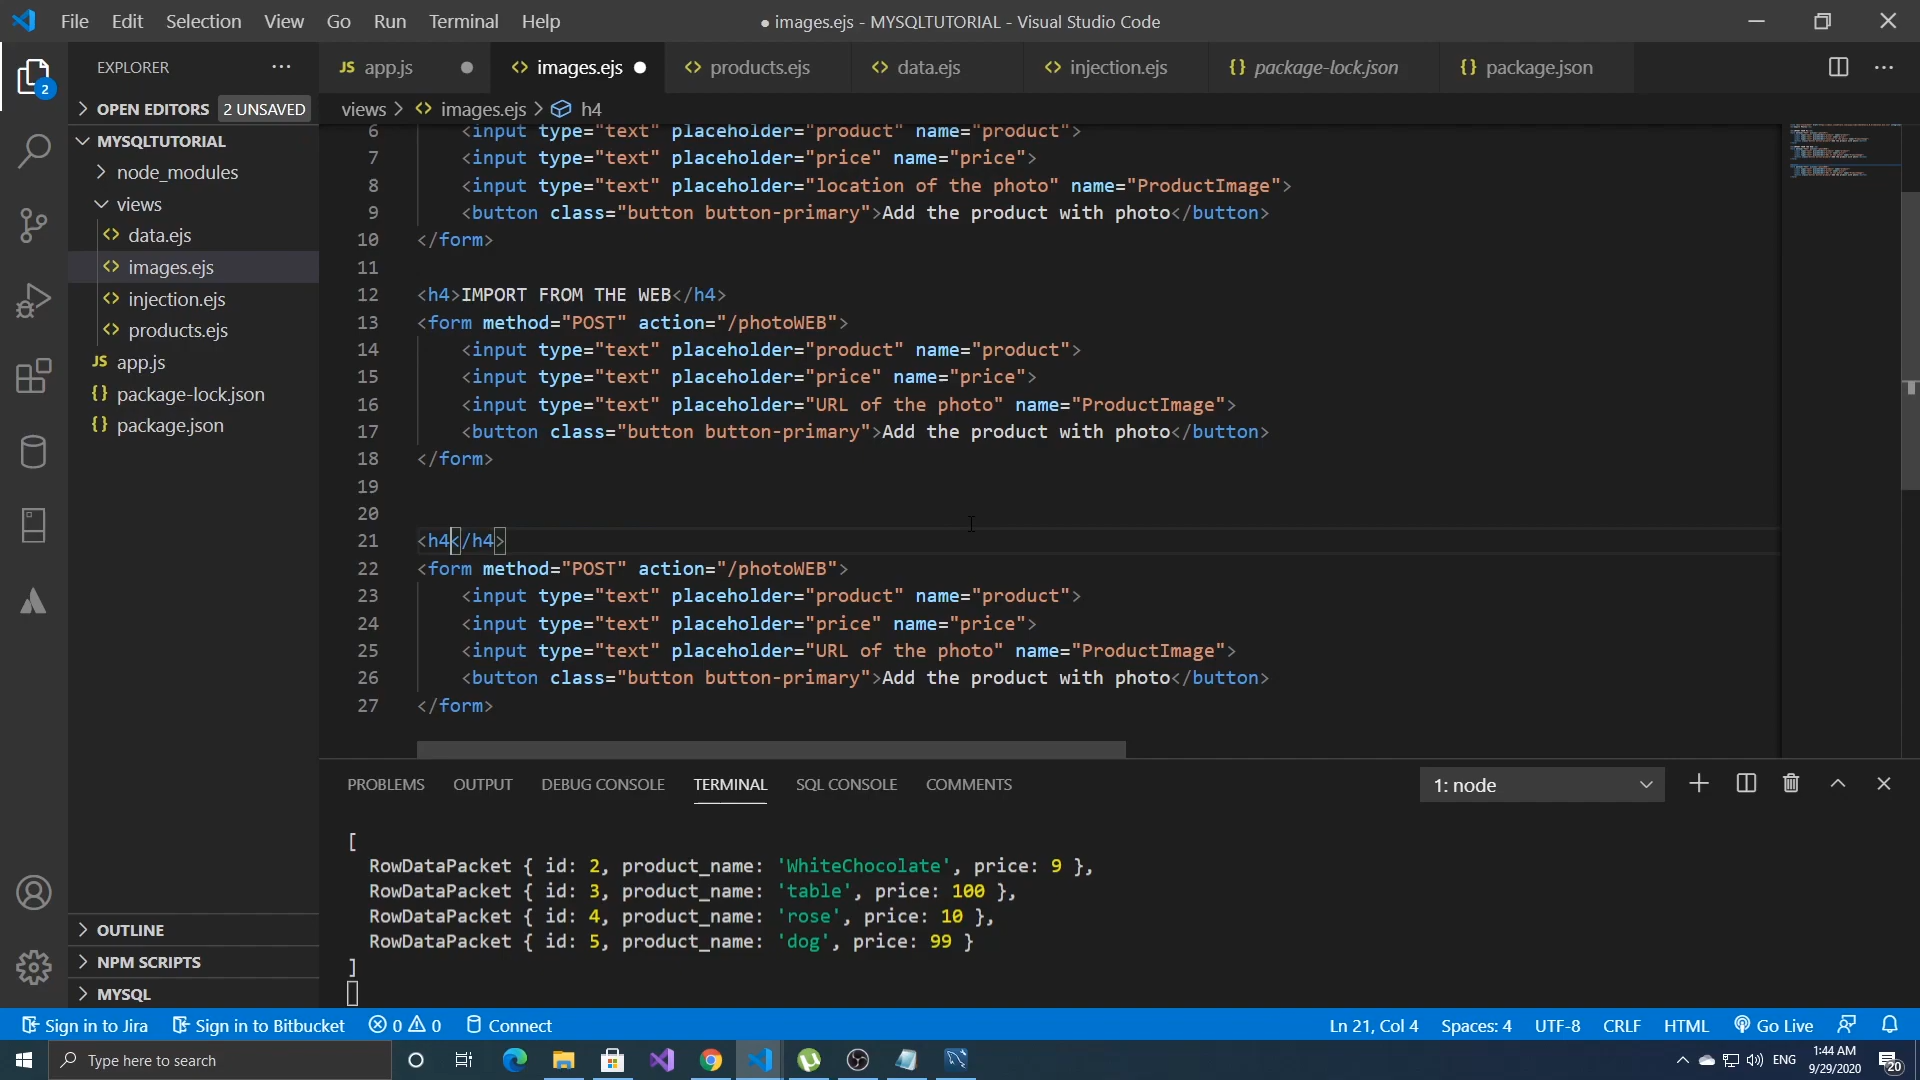 File Edit Selection View Go Run Terminal Help
● images.ejs - MYSQLTUTORIAL - Visual Studio Code
EXPLORER ···
OPEN EDITORS 2 UNSAVED
MYSQLTUTORIAL
node_modules
views
data.ejs
images.ejs
injection.ejs
products.ejs
JS app.js
{} package-lock.json
{} package.json
OUTLINE
NPM SCRIPTS
MYSQL
2
JS app.js ● <> images.ejs ● <> products.ejs <> data.ejs <> injection.ejs {} package-lock.json {} package.json
views > <> images.ejs > h4
6 <input type="text" placeholder="product" name="product">
7 <input type="text" placeholder="price" name="price">
8 <input type="text" placeholder="location of the photo" name="ProductImage">
9 <button class="button button-primary">Add the product with photo</button>
10 </form>
11
12 <h4>IMPORT FROM THE WEB</h4>
13 <form method="POST" action="/photoWEB">
14 <input type="text" placeholder="product" name="product">
15 <input type="text" placeholder="price" name="price">
16 <input type="text" placeholder="URL of the photo" name="ProductImage">
17 <button class="button button-primary">Add the product with photo</button>
18 </form>
19
20
21 <h4</h4>
22 <form method="POST" action="/photoWEB">
23 <input type="text" placeholder="product" name="product">
24 <input type="text" placeholder="price" name="price">
25 <input type="text" placeholder="URL of the photo" name="ProductImage">
26 <button class="button button-primary">Add the product with photo</button>
27 </form>
PROBLEMS OUTPUT DEBUG CONSOLE TERMINAL SQL CONSOLE COMMENTS 1: node
[
RowDataPacket { id: 2, product_name: 'WhiteChocolate', price: 9 },
RowDataPacket { id: 3, product_name: 'table', price: 100 },
RowDataPacket { id: 4, product_name: 'rose', price: 10 },
RowDataPacket { id: 5, product_name: 'dog', price: 99 }
]
Sign in to Jira Sign in to Bitbucket 0 0 Connect Ln 21, Col 4 Spaces: 4 UTF-8 CRLF HTML Go Live
Type here to search ENG 1:44 AM
9/29/2020 20